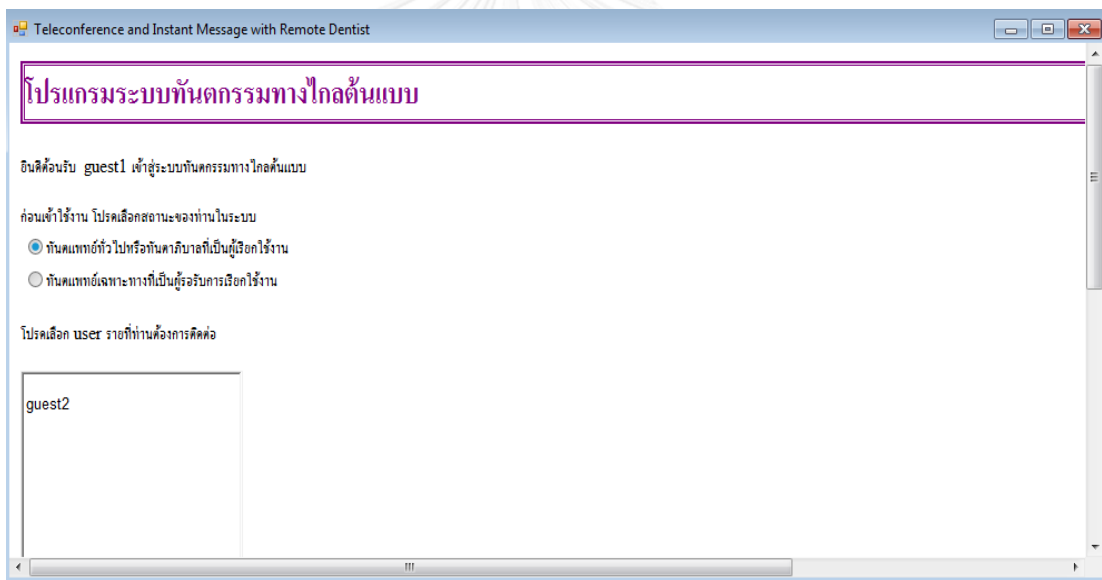 Teleconference and Instant Message with Remote Dentist
โปรแกรมระบบทันตกรรมทางไกลต้นแบบ
ยินดีต้อนรับ guest1 เข้าสู่ระบบทันตกรรมทางไกลต้นแบบ
ก่อนเข้าใช้งาน โปรดเลือกสถานะของท่านในระบบ
ทันตแพทย์ทั่วไปหรือทันตาภิบาลที่เป็นผู้เรียกใช้งาน
ทันตแพทย์เฉพาะทางที่เป็นผู้รอรับการเรียกใช้งาน
โปรดเลือก user รายที่ท่านต้องการติดต่อ
guest2